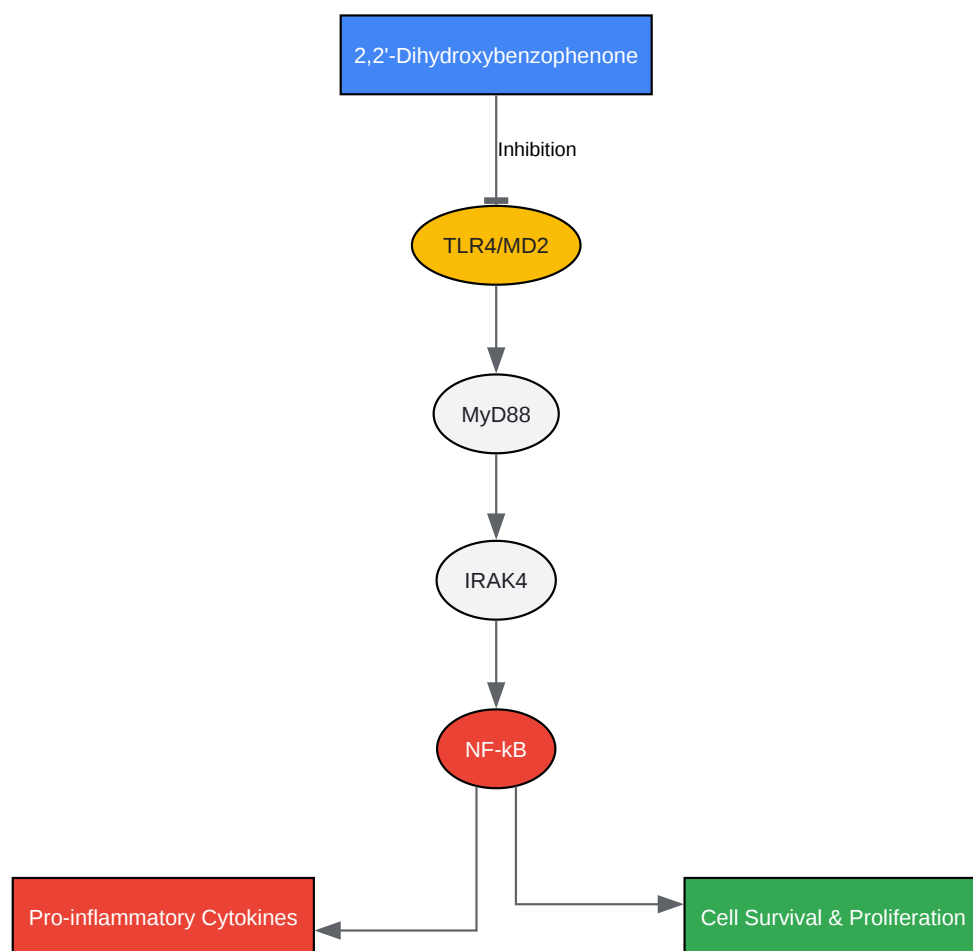 2,2'-Dihydroxybenzophenone
Inhibition
TLR4/MD2
MyD88
IRAK4
NF-kB
Pro-inflammatory Cytokines
Cell Survival & Proliferation